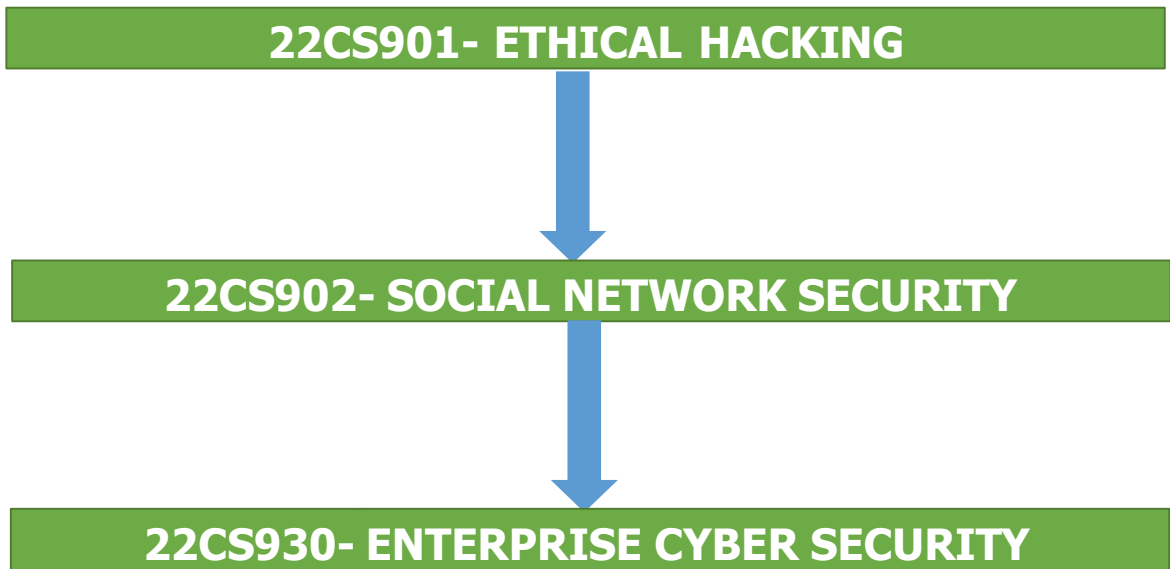 22CS901- ETHICAL HACKING
22CS902- SOCIAL NETWORK SECURITY
22CS930- ENTERPRISE CYBER SECURITY